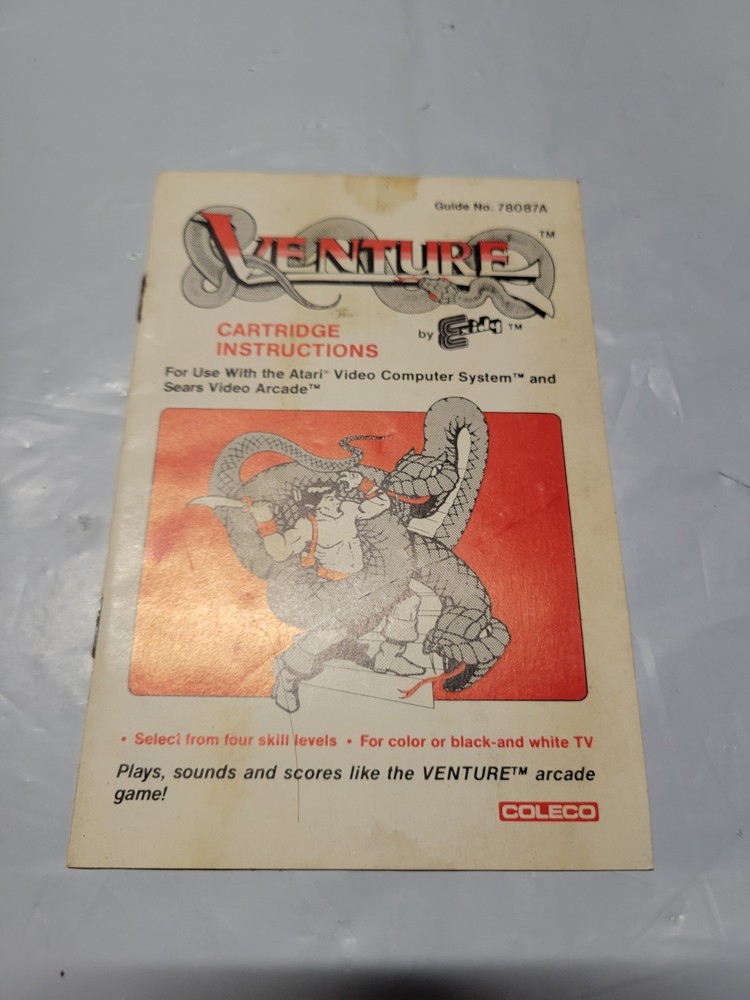 Guide No. 78087A
VENTURE™
CARTRIDGE
INSTRUCTIONS
by Exidy™
For Use With the Atari® Video Computer System™ and
Sears Video Arcade™
• Select from four skill levels • For color or black-and white TV
Plays, sounds and scores like the VENTURE™ arcade
game!
COLECO